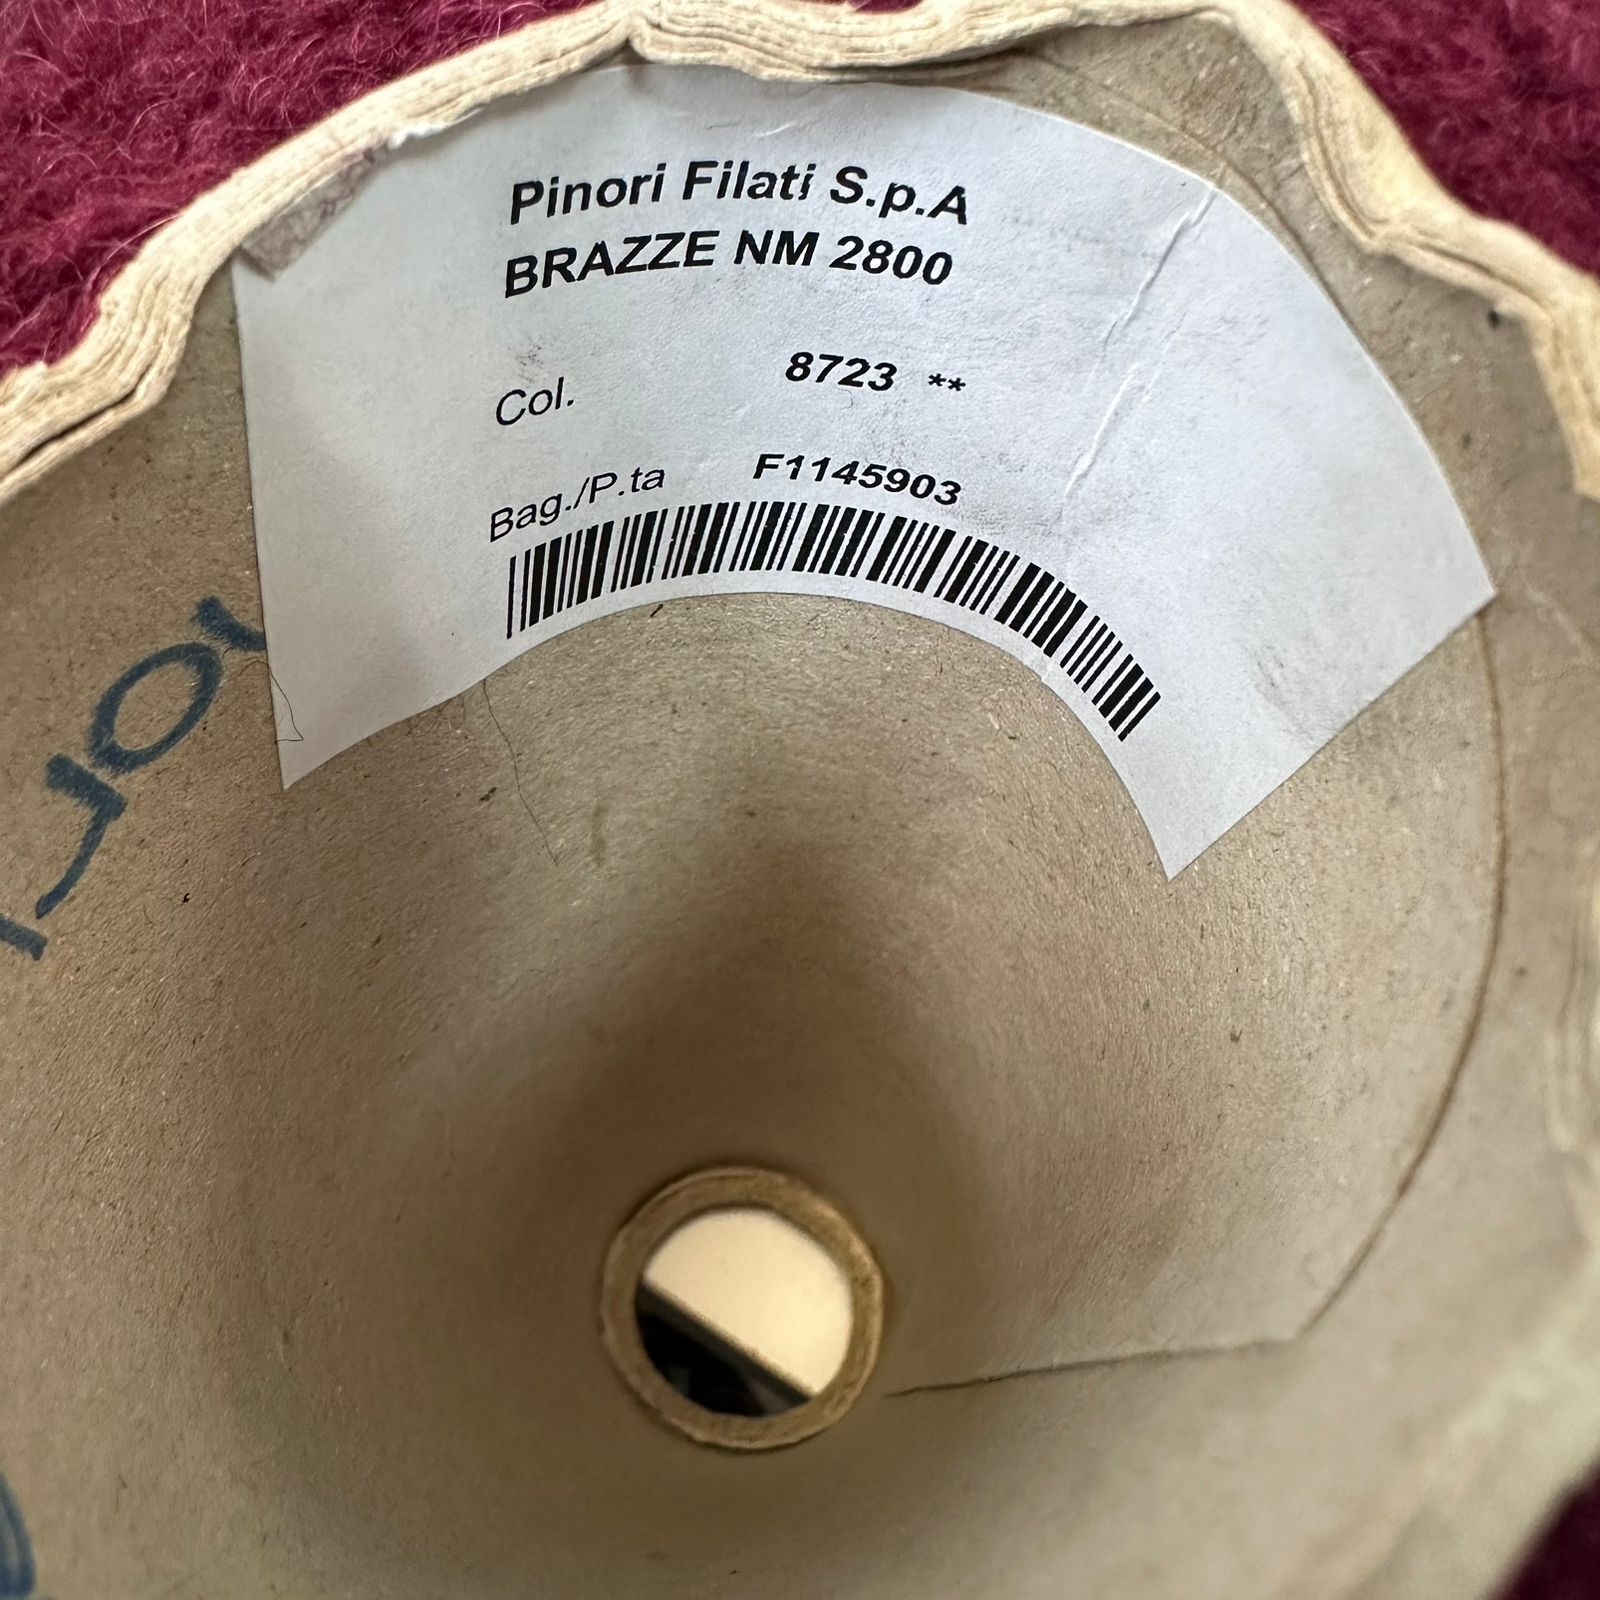 Pinori Filati S.p.A
BRAZZE NM 2800
Col. 8723 **
Bag./P.ta F1145903